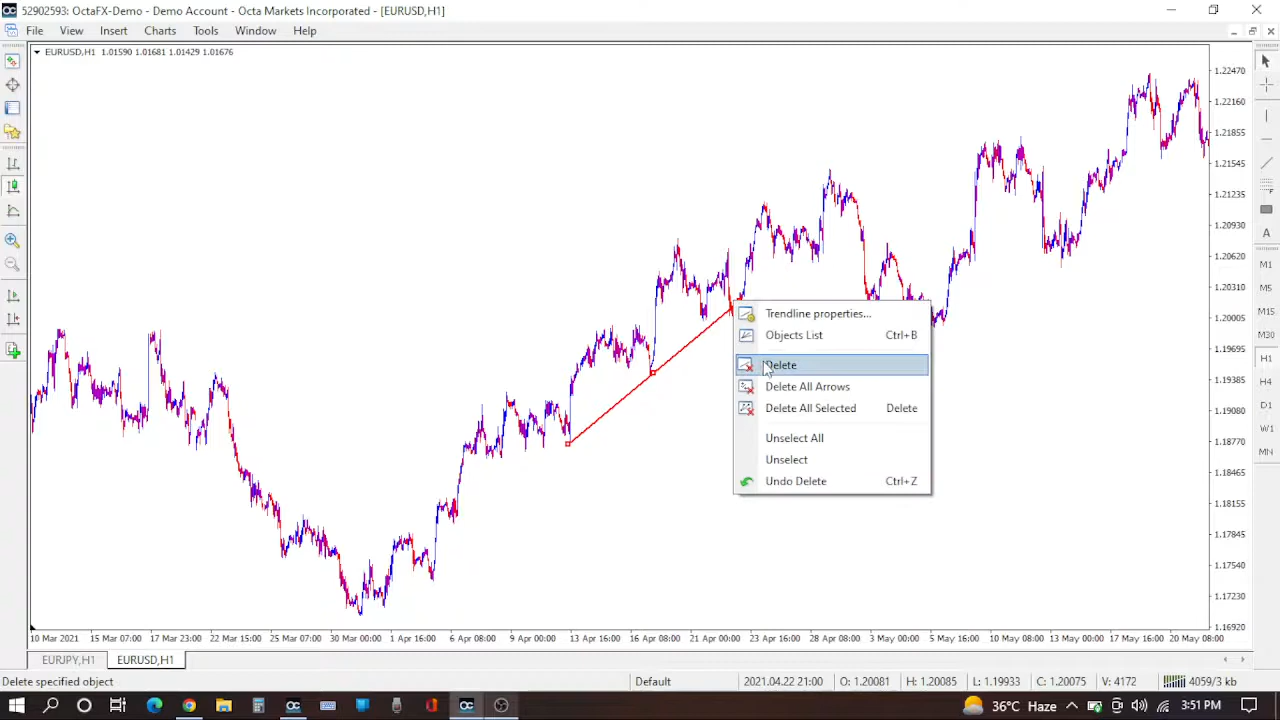 52902593: OctaFX-Demo - Demo Account - Octa Markets Incorporated - [EURUSD,H1]
File View Insert Charts Tools Options Window Help
EURUSD,H1 1.01590 1.01681 1.01429 1.01676
1.22470
1.22160
1.21855
1.21545
1.21235
1.20930
1.20620
1.20310
1.20005
1.19695
1.19385
1.19080
1.18770
1.18465
1.18155
1.17845
1.17540
1.17230
1.16920
A
M1
M5
M15
M30
H1
H4
D1
W1
MN
Trendline properties...
Objects List Ctrl+B
Delete
Delete All Arrows
Delete All Selected Delete
Unselect All
Unselect
Undo Delete Ctrl+Z
10 Mar 2021 15 Mar 07:00 17 Mar 23:00 22 Mar 15:00 25 Mar 07:00 30 Mar 00:00 1 Apr 16:00 6 Apr 08:00 9 Apr 00:00 13 Apr 16:00 16 Apr 08:00 21 Apr 00:00 23 Apr 16:00 28 Apr 08:00 3 May 00:00 5 May 16:00 10 May 08:00 13 May 00:00 17 May 16:00 20 May 08:00
EURJPY,H1 EURUSD,H1
Delete specified object Default 2021.04.22 21:00 O: 1.20081 H: 1.20085 L: 1.19933 C: 1.20075 V: 4172 4059/3 kb
36°C Haze 3:51 PM